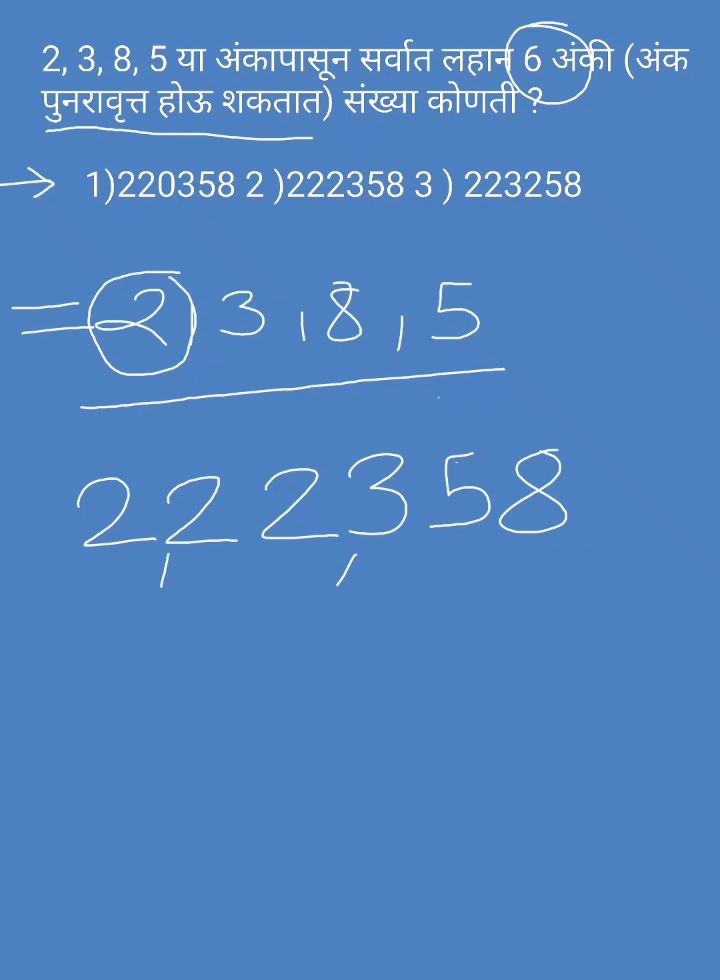 2, 3, 8, 5 या अंकापासून सर्वात लहान 6 अंकी (अंक
पुनरावृत्त होऊ शकतात) संख्या कोणती ?
→ 1)220358 2 )222358 3 ) 223258
= 2 3 , 8 , 5
222358